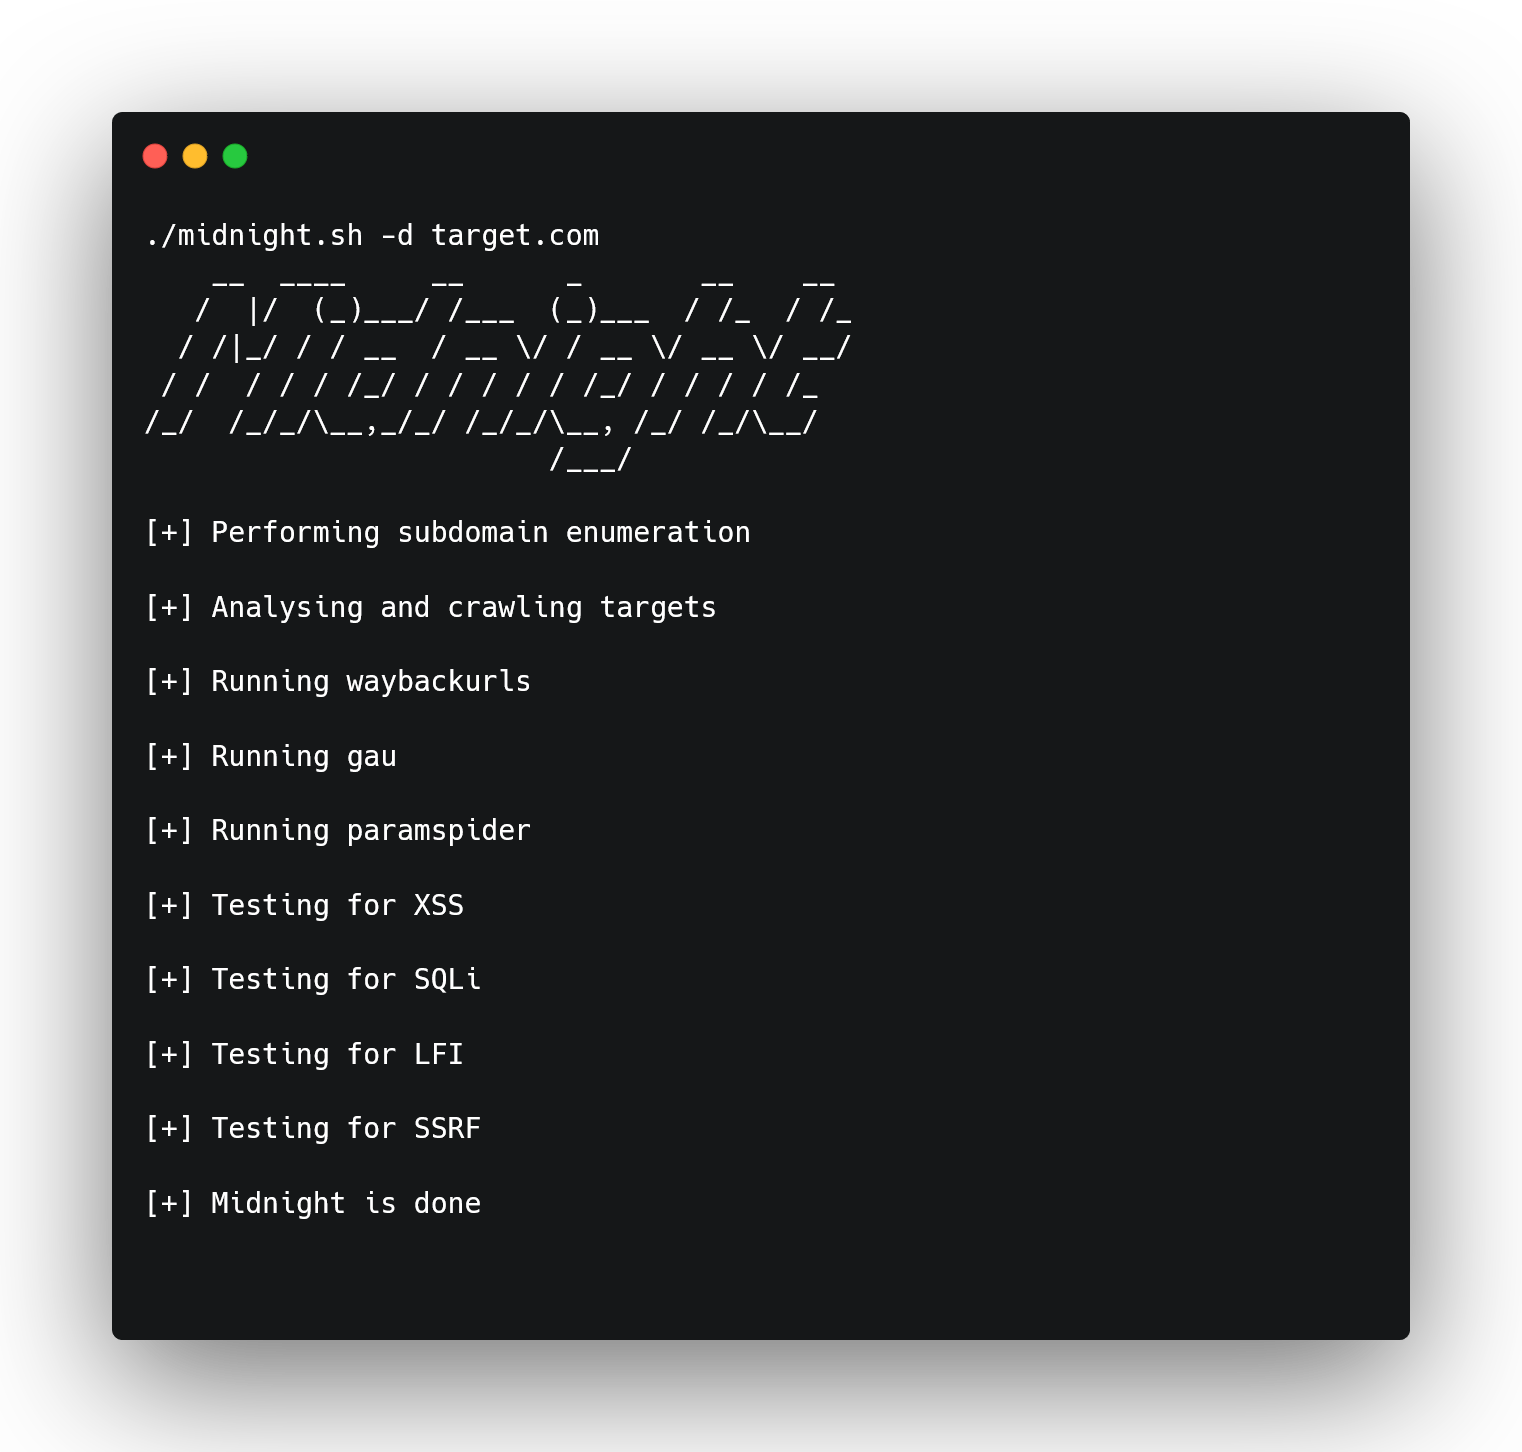 ./midnight.sh -d target.com
    __  ____     __      _       __    __
   /  |/  (_)___/ /___  (_)___  / /_  / /_
  / /|_/ / / __  / __ \/ / __ \/ __ \/ __/
 / /  / / / /_/ / / / / / /_/ / / / / /_
/_/  /_/_/\__,_/_/ /_/_/\__, /_/ /_/\__/
                        /___/
[+] Performing subdomain enumeration
[+] Analysing and crawling targets
[+] Running waybackurls
[+] Running gau
[+] Running paramspider
[+] Testing for XSS
[+] Testing for SQLi
[+] Testing for LFI
[+] Testing for SSRF
[+] Midnight is done